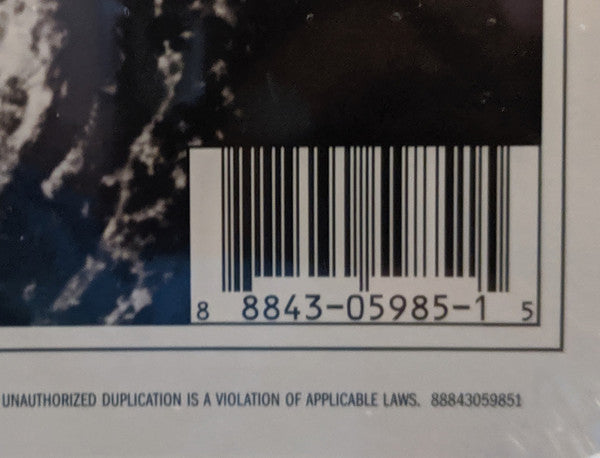 8 8843-05985-1 5
UNAUTHORIZED DUPLICATION IS A VIOLATION OF APPLICABLE LAWS. 88843059851